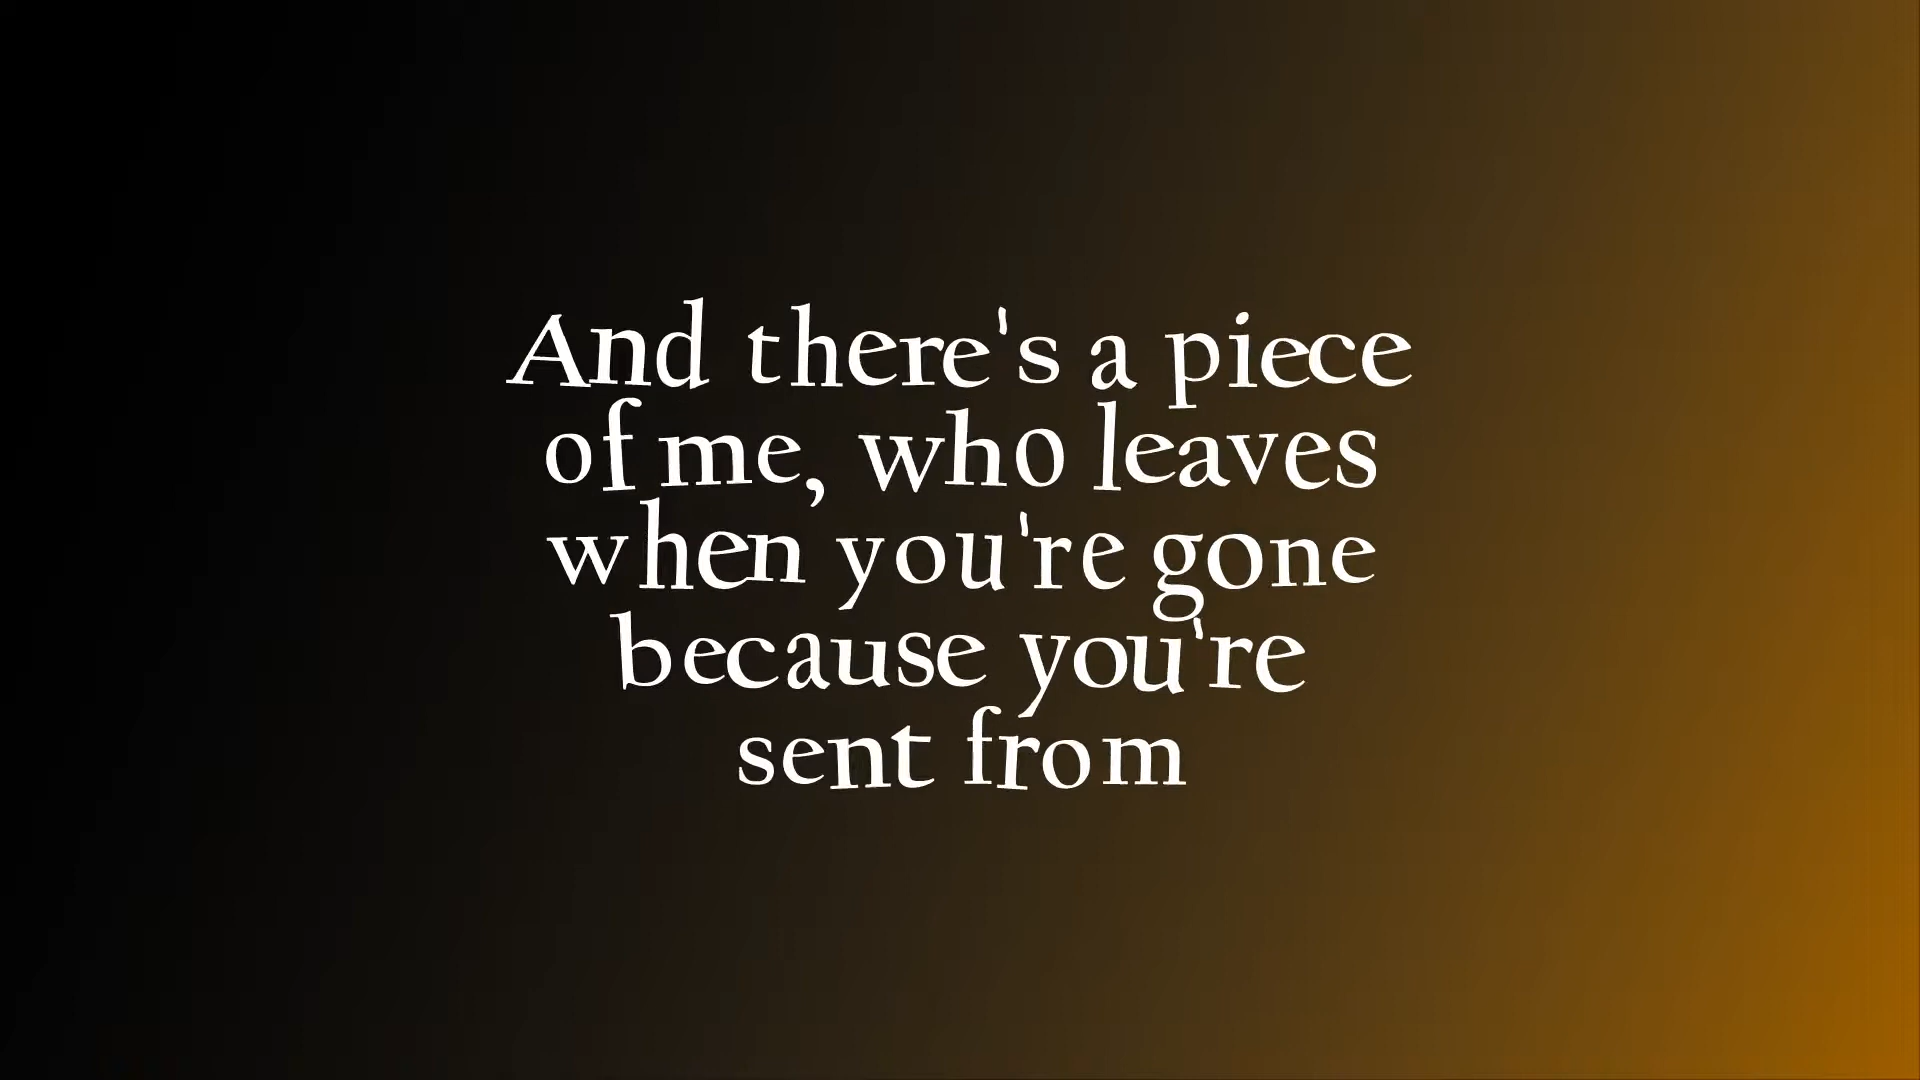 And there's a piece
of me, who leaves
when you're gone
because you're
sent from